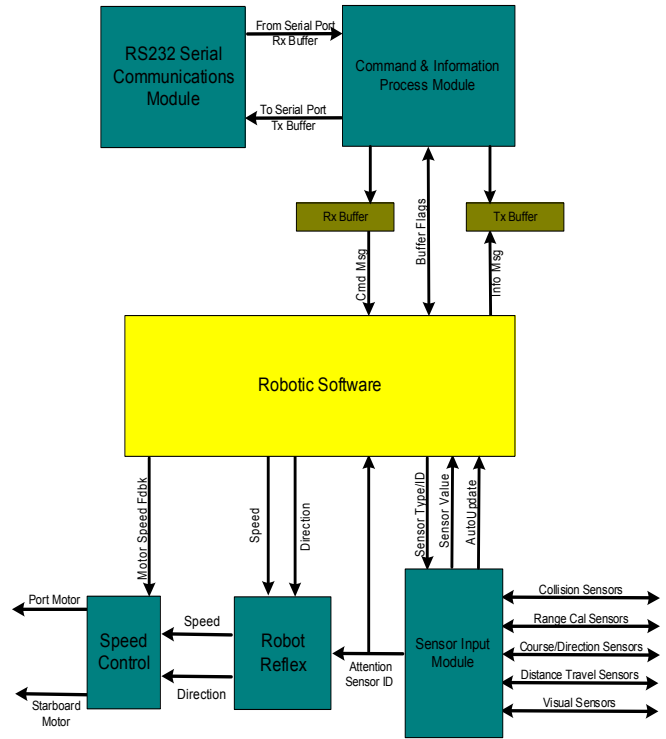 From Serial Port
Rx Buffer
RS232 Serial
Communications
Module
Command & Information
Process Module
To Serial Port
Tx Buffer
Rx Buffer
Tx Buffer
Cmd Msg
Buffer Flags
Info Msg
Robotic Software
Motor Speed Fdbk
Speed
Direction
Sensor Type/ID
Sensor Value
AutoUpdate
Port Motor
Starboard
Motor
Speed
Control
Speed
Direction
Robot
Reflex
Attention
Sensor ID
Sensor Input
Module
Collision Sensors
Range Cal Sensors
Course/Direction Sensors
Distance Travel Sensors
Visual Sensors